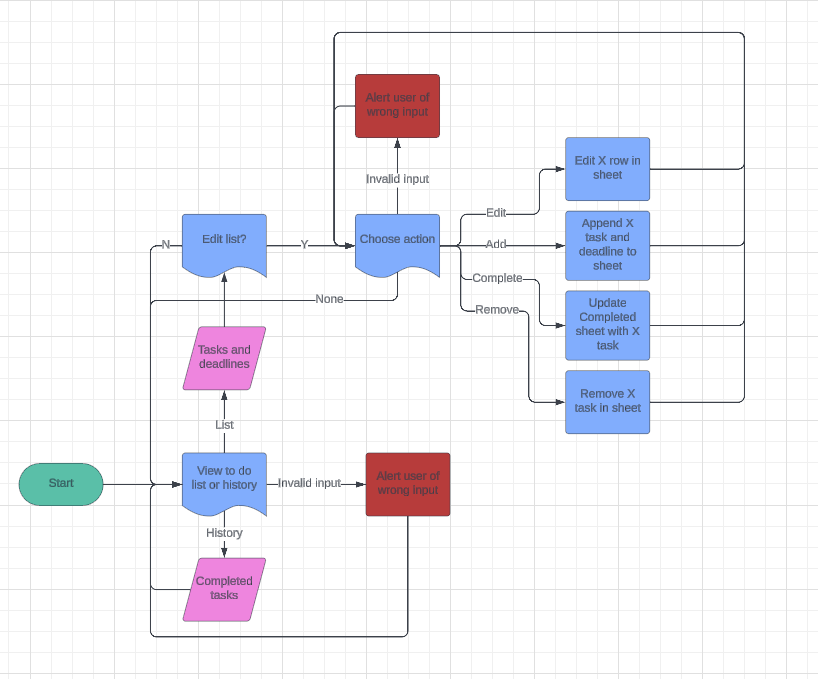 Alert user of
wrong input
Invalid input
Edit X row in
sheet
Edit
N
Edit list?
Y
Choose action
Add
Append X
task and
deadline to
sheet
Complete
None
Remove
Update
Completed
sheet with X
task
Tasks and
deadlines
Remove X
task in sheet
List
Start
View to do
list or history
Invalid input
Alert user of
wrong input
History
Completed
tasks